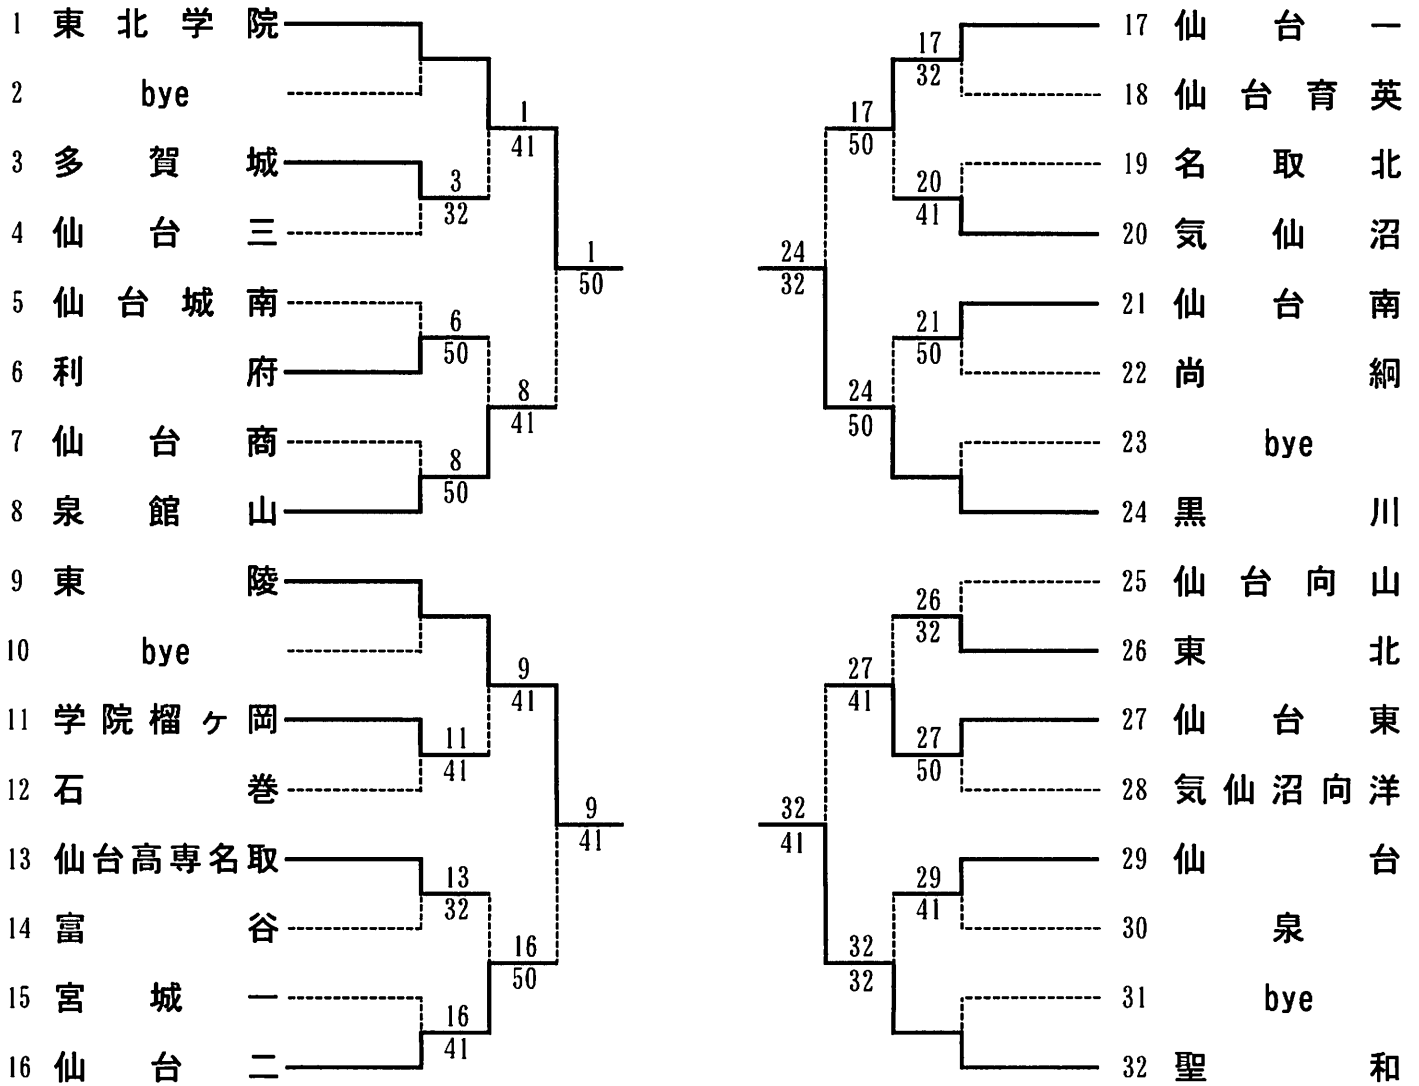 1 東北学院
2 bye
3 多賀城
4 仙台三
5 仙台城南
6 利府
7 仙台商
8 泉館山
9 東陵
10 bye
11 学院榴ヶ岡
12 石巻
13 仙台高専名取
14 富谷
15 宮城一
16 仙台二
3
32
6
50
8
50
11
41
13
32
16
41
1
41
8
41
9
41
16
50
1
50
9
41
24
32
32
41
17
50
24
50
27
41
32
32
17
32
20
41
21
50
26
32
27
50
29
41
17 仙台一
18 仙台育英
19 名取北
20 気仙沼
21 仙台南
22 尚絅
23 bye
24 黒川
25 仙台向山
26 東北
27 仙台東
28 気仙沼向洋
29 仙台
30 泉
31 bye
32 聖和